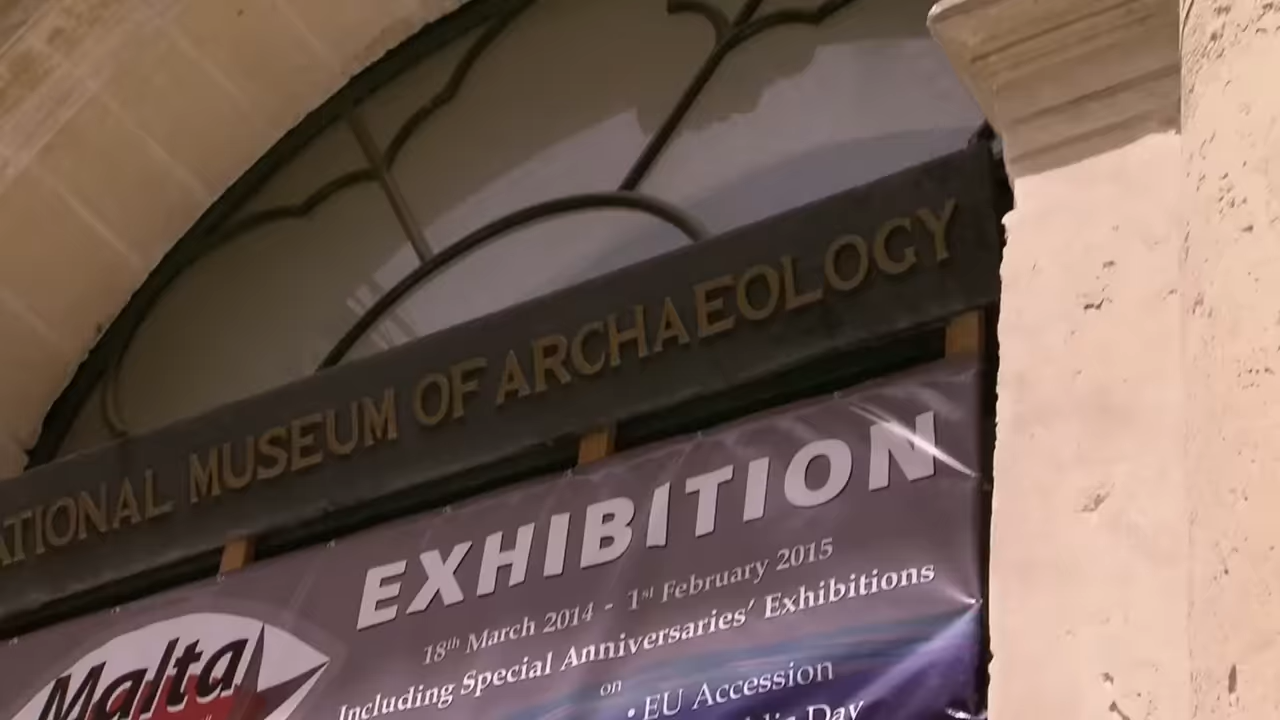 ATIONAL MUSEUM OF ARCHAEOLOGY
EXHIBITION
18th March 2014 - 1st February 2015
Including Special Anniversaries' Exhibitions
on
• EU Accession
Day
Malta